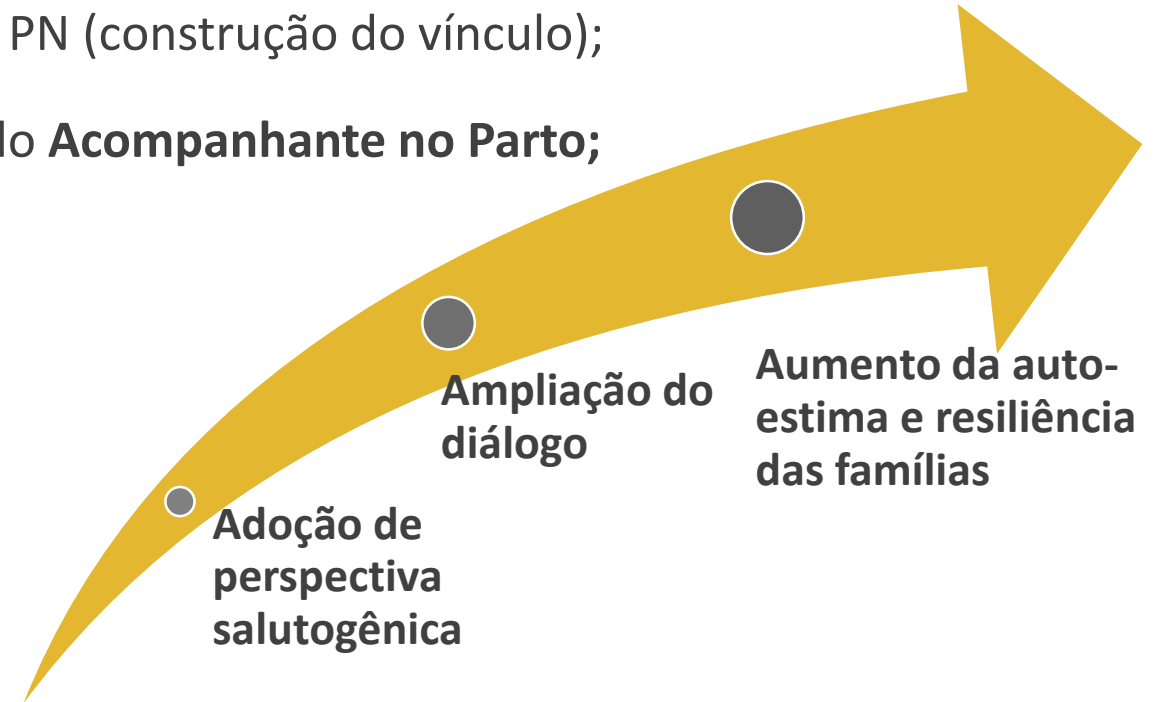 PN (construção do vínculo);
lo Acompanhante no Parto;
Aumento da auto-
estima e resiliência
das famílias
Ampliação do
diálogo
Adoção de
perspectiva
salutogênica